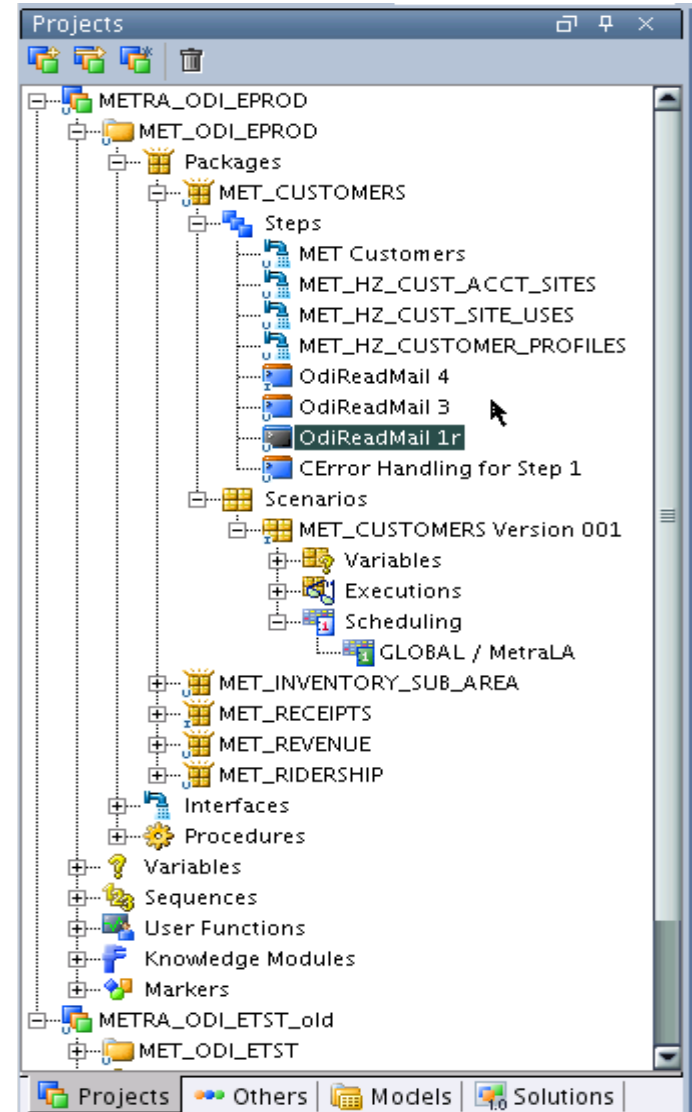 Projects
METRA_ODI_EPROD
MET_ODI_EPROD
Packages
MET_CUSTOMERS
Steps
MET Customers
MET_HZ_CUST_ACCT_SITES
MET_HZ_CUST_SITE_USES
MET_HZ_CUSTOMER_PROFILES
OdiReadMail 4
OdiReadMail 3
OdiReadMail 1r
CError Handling for Step 1
Scenarios
MET_CUSTOMERS Version 001
Variables
Executions
Scheduling
GLOBAL / MetraLA
MET_INVENTORY_SUB_AREA
MET_RECEIPTS
MET_REVENUE
MET_RIDERSHIP
Interfaces
Procedures
Variables
Sequences
User Functions
Knowledge Modules
Markers
METRA_ODI_ETST_old
MET_ODI_ETST
Projects Others Models Solutions